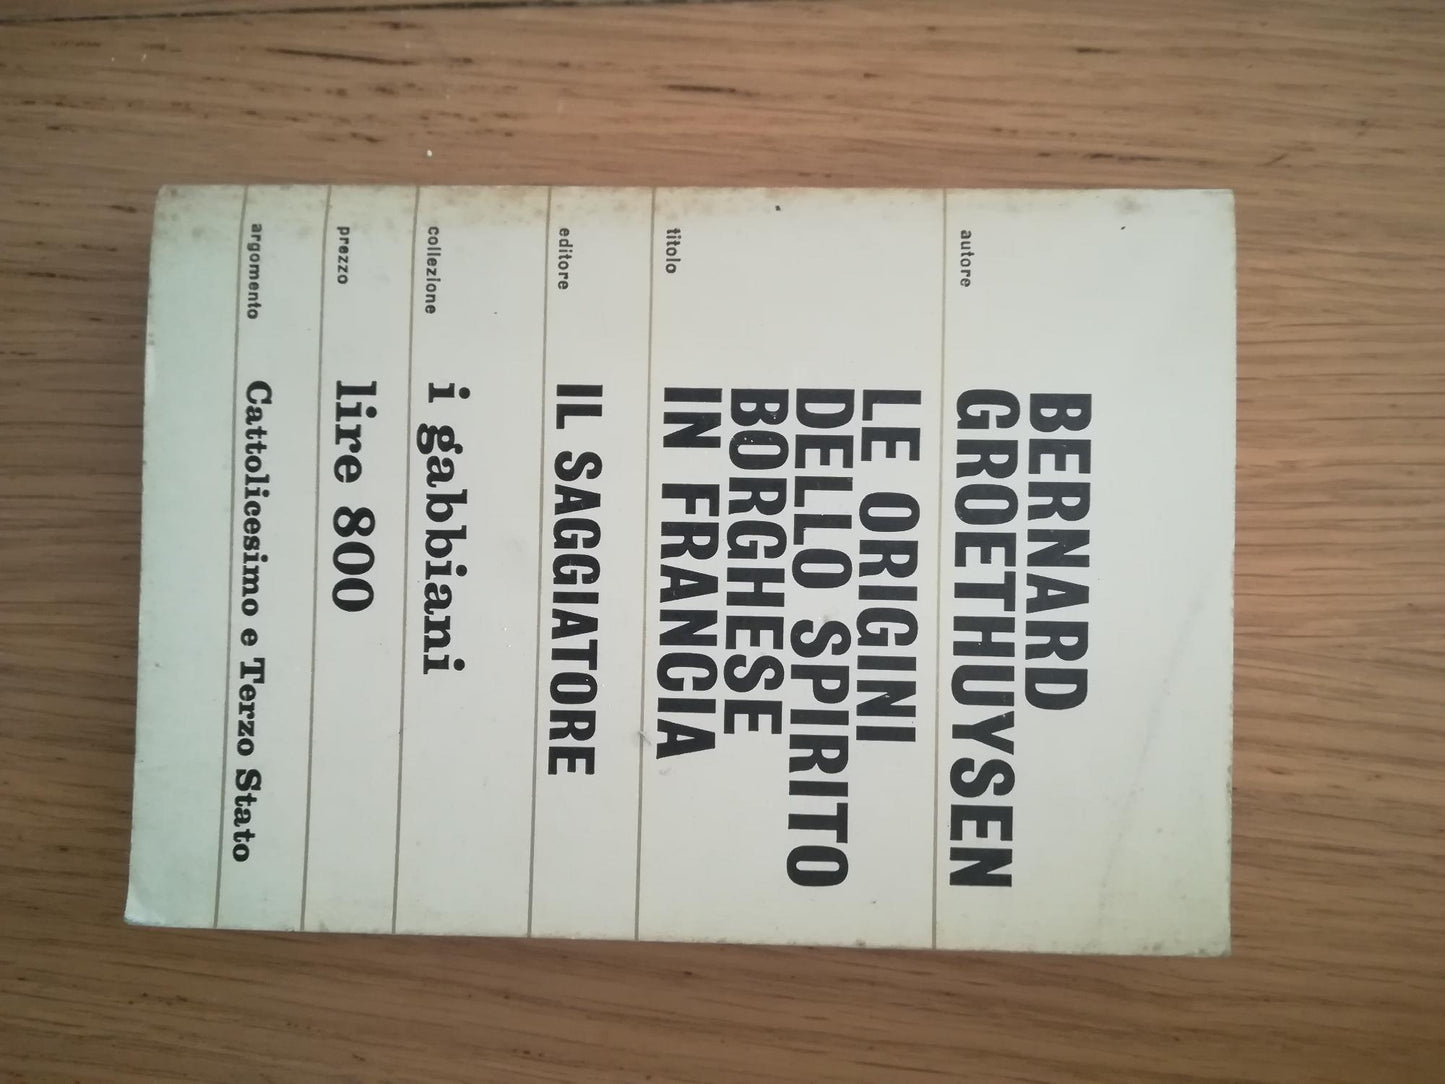 autore
BERNARD
GROETHUYSEN
titolo
LE ORIGINI
DELLO SPIRITO
BORGHESE
IN FRANCIA
editore
IL SAGGIATORE
collezione
i gabbiani
prezzo
lire 800
argomento
Cattolicesimo e Terzo Stato